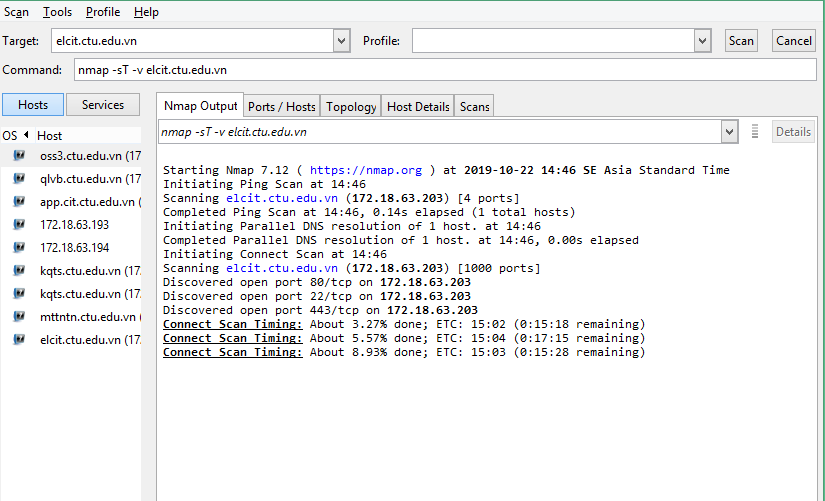 Scan Tools Profile Help
Target: elcit.ctu.edu.vn Profile: Scan Cancel
Command: nmap -sT -v elcit.ctu.edu.vn
Hosts Services
Nmap Output Ports / Hosts Topology Host Details Scans
OS Host
nmap -sT -v elcit.ctu.edu.vn Details
oss3.ctu.edu.vn (17
qlvb.ctu.edu.vn (17
app.cit.ctu.edu.vn (
172.18.63.193
172.18.63.194
kqts.ctu.edu.vn (17
kqts.ctu.edu.vn (17
mttntn.ctu.edu.vn (
elcit.ctu.edu.vn (17
Starting Nmap 7.12 ( https://nmap.org ) at 2019-10-22 14:46 SE Asia Standard Time
Initiating Ping Scan at 14:46
Scanning elcit.ctu.edu.vn (172.18.63.203) [4 ports]
Completed Ping Scan at 14:46, 0.14s elapsed (1 total hosts)
Initiating Parallel DNS resolution of 1 host. at 14:46
Completed Parallel DNS resolution of 1 host. at 14:46, 0.00s elapsed
Initiating Connect Scan at 14:46
Scanning elcit.ctu.edu.vn (172.18.63.203) [1000 ports]
Discovered open port 80/tcp on 172.18.63.203
Discovered open port 22/tcp on 172.18.63.203
Discovered open port 443/tcp on 172.18.63.203
Connect Scan Timing: About 3.27% done; ETC: 15:02 (0:15:18 remaining)
Connect Scan Timing: About 5.57% done; ETC: 15:04 (0:17:15 remaining)
Connect Scan Timing: About 8.93% done; ETC: 15:03 (0:15:28 remaining)